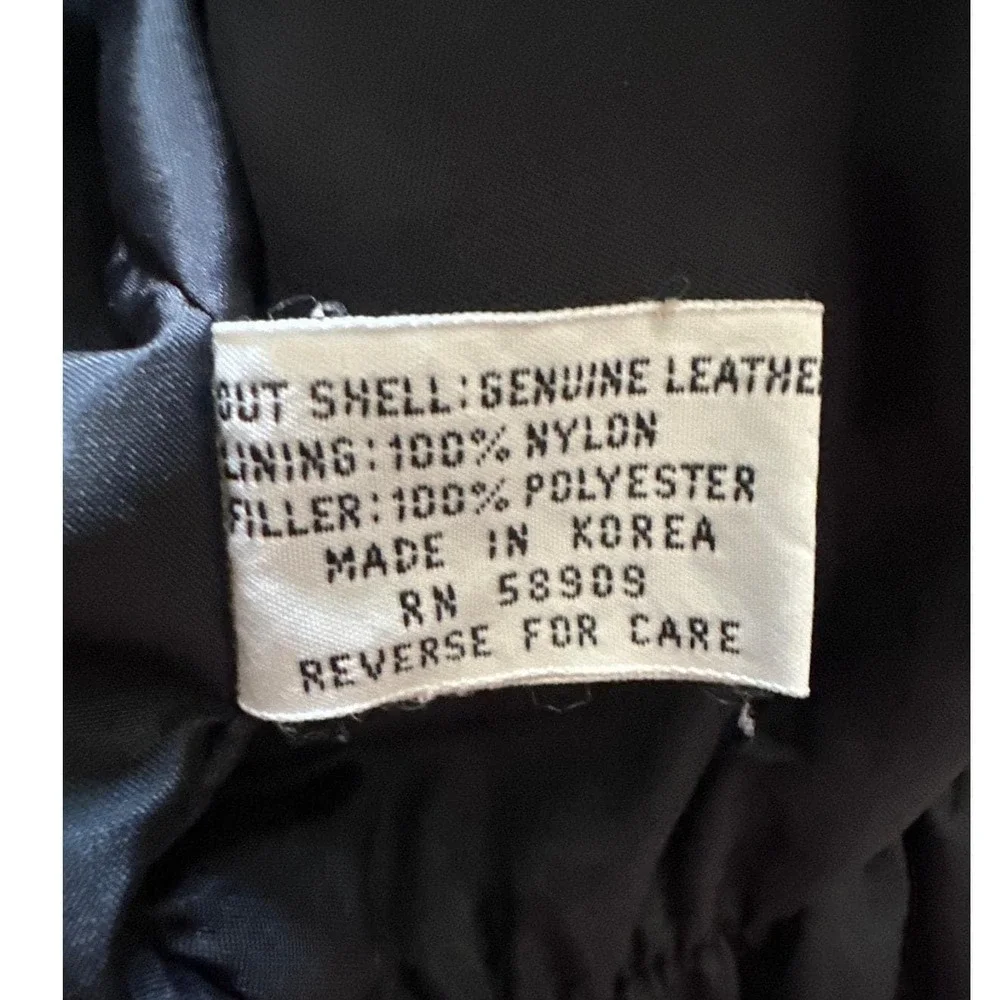 OUT SHELL:GENUINE LEATHE
LINING:100% NYLON
FILLER:100% POLYESTER
MADE IN KOREA
RN 58909
REVERSE FOR CARE